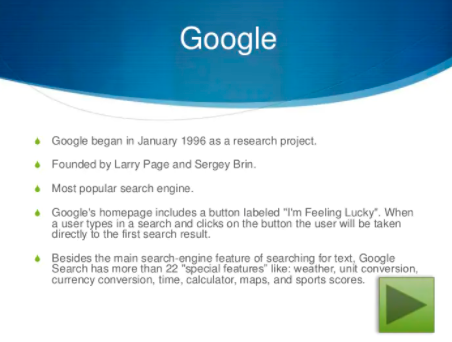 Google
Google began in January 1996 as a research project.
Founded by Larry Page and Sergey Brin.
Most popular search engine.
Google's homepage includes a button labeled "I'm Feeling Lucky". When
a user types in a search and clicks on the button the user will be taken
directly to the first search result.
Besides the main search-engine feature of searching for text, Google
Search has more than 22 "special features" like: weather, unit conversion,
currency conversion, time, calculator, maps, and sports scores.